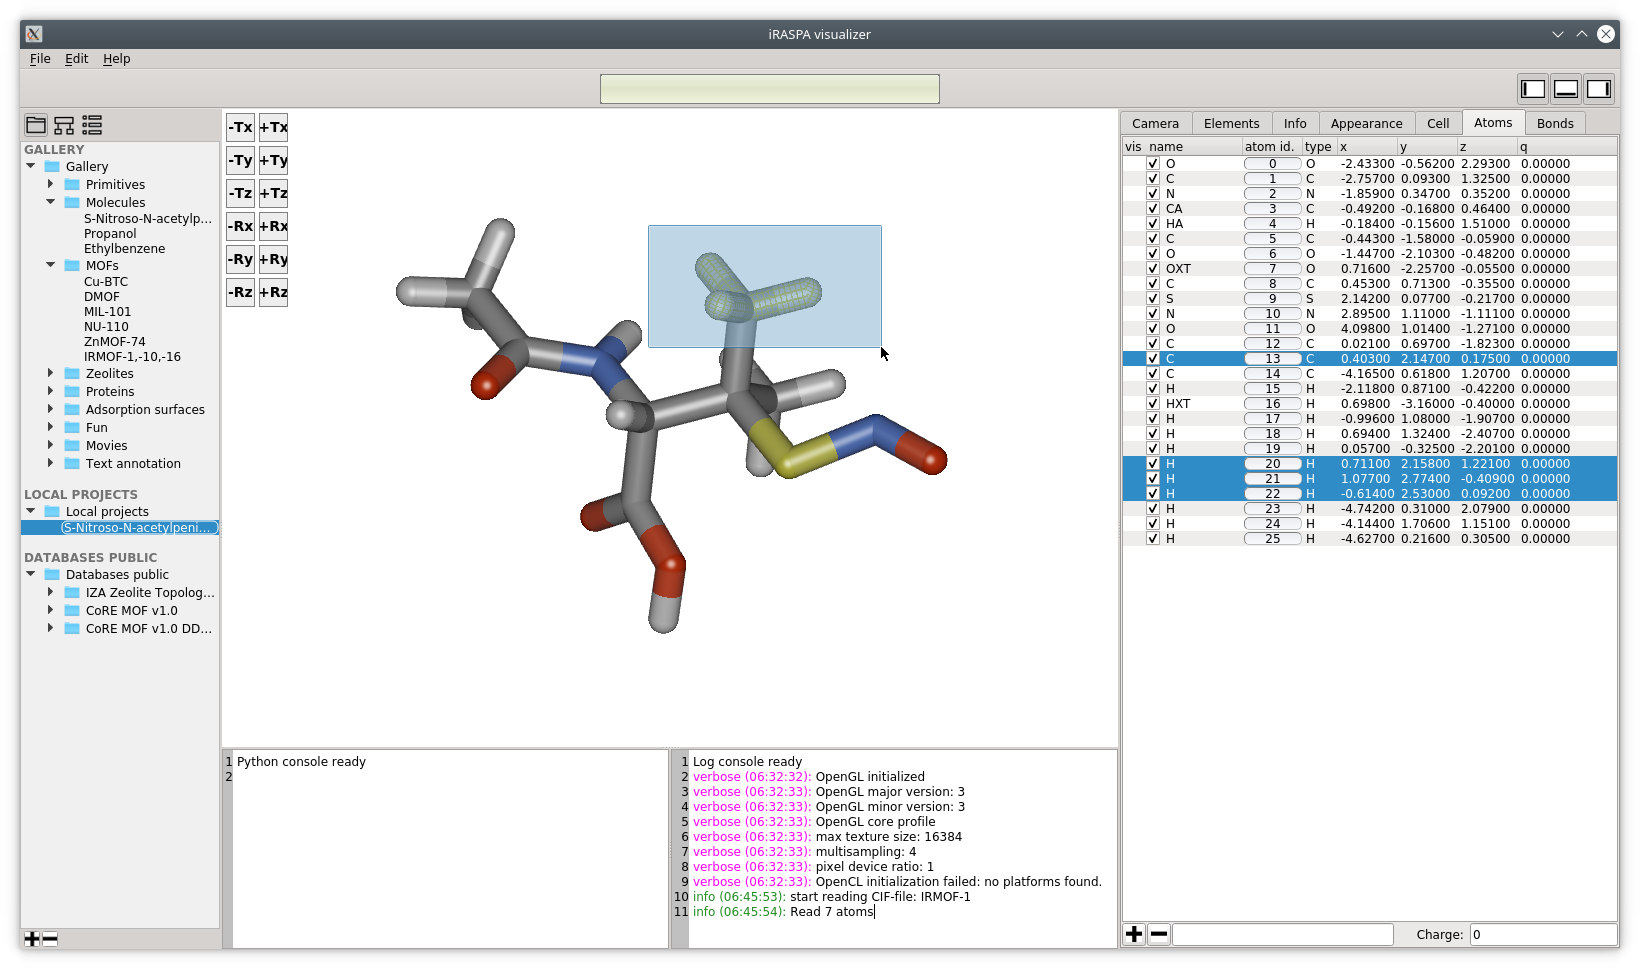 iRASPA visualizer
File Edit Help
-Tx +Tx
-Ty +Ty
-Tz +Tz
-Rx +Rx
-Ry +Ry
-Rz +Rz
GALLERY
Gallery
Primitives
Molecules
S-Nitroso-N-acetylp...
Propanol
Ethylbenzene
MOFs
Cu-BTC
DMOF
MIL-101
NU-110
ZnMOF-74
IRMOF-1,-10,-16
Zeolites
Proteins
Adsorption surfaces
Fun
Movies
Text annotation
LOCAL PROJECTS
Local projects
S-Nitroso-N-acetylpeni...
DATABASES PUBLIC
Databases public
IZA Zeolite Topolog...
CoRE MOF v1.0
CoRE MOF v1.0 DD...
1 Python console ready
2
1 Log console ready
2 verbose (06:32:32): OpenGL initialized
3 verbose (06:32:33): OpenGL major version: 3
4 verbose (06:32:33): OpenGL minor version: 3
5 verbose (06:32:33): OpenGL core profile
6 verbose (06:32:33): max texture size: 16384
7 verbose (06:32:33): multisampling: 4
8 verbose (06:32:33): pixel device ratio: 1
9 verbose (06:32:33): OpenCL initialization failed: no platforms found.
10 info (06:45:53): start reading CIF-file: IRMOF-1
11 info (06:45:54): Read 7 atoms
Camera Elements Info Appearance Cell Atoms Bonds
vis name atom id. type x y z q
O 0 O -2.43300 -0.56200 2.29300 0.00000
C 1 C -2.75700 0.09300 1.32500 0.00000
N 2 N -1.85900 0.34700 0.35200 0.00000
CA 3 C -0.49200 -0.16800 0.46400 0.00000
HA 4 H -0.18400 -0.15600 1.51000 0.00000
C 5 C -0.44300 -1.58000 -0.05900 0.00000
O 6 O -1.44700 -2.10300 -0.48200 0.00000
OXT 7 O 0.71600 -2.25700 -0.05500 0.00000
C 8 C 0.45300 0.71300 -0.35500 0.00000
S 9 S 2.14200 0.07700 -0.21700 0.00000
N 10 N 2.89500 1.11000 -1.11100 0.00000
O 11 O 4.09800 1.01400 -1.27100 0.00000
C 12 C 0.02100 0.69700 -1.82300 0.00000
C 13 C 0.40300 2.14700 0.17500 0.00000
C 14 C -4.16500 0.61800 1.20700 0.00000
H 15 H -2.11800 0.87100 -0.42200 0.00000
HXT 16 H 0.69800 -3.16000 -0.40000 0.00000
H 17 H -0.99600 1.08000 -1.90700 0.00000
H 18 H 0.69400 1.32400 -2.40700 0.00000
H 19 H 0.05700 -0.32500 -2.20100 0.00000
H 20 H 0.71100 2.15800 1.22100 0.00000
H 21 H 1.07700 2.77400 -0.40900 0.00000
H 22 H -0.61400 2.53000 0.09200 0.00000
H 23 H -4.74200 0.31000 2.07900 0.00000
H 24 H -4.14400 1.70600 1.15100 0.00000
H 25 H -4.62700 0.21600 0.30500 0.00000
Charge: 0